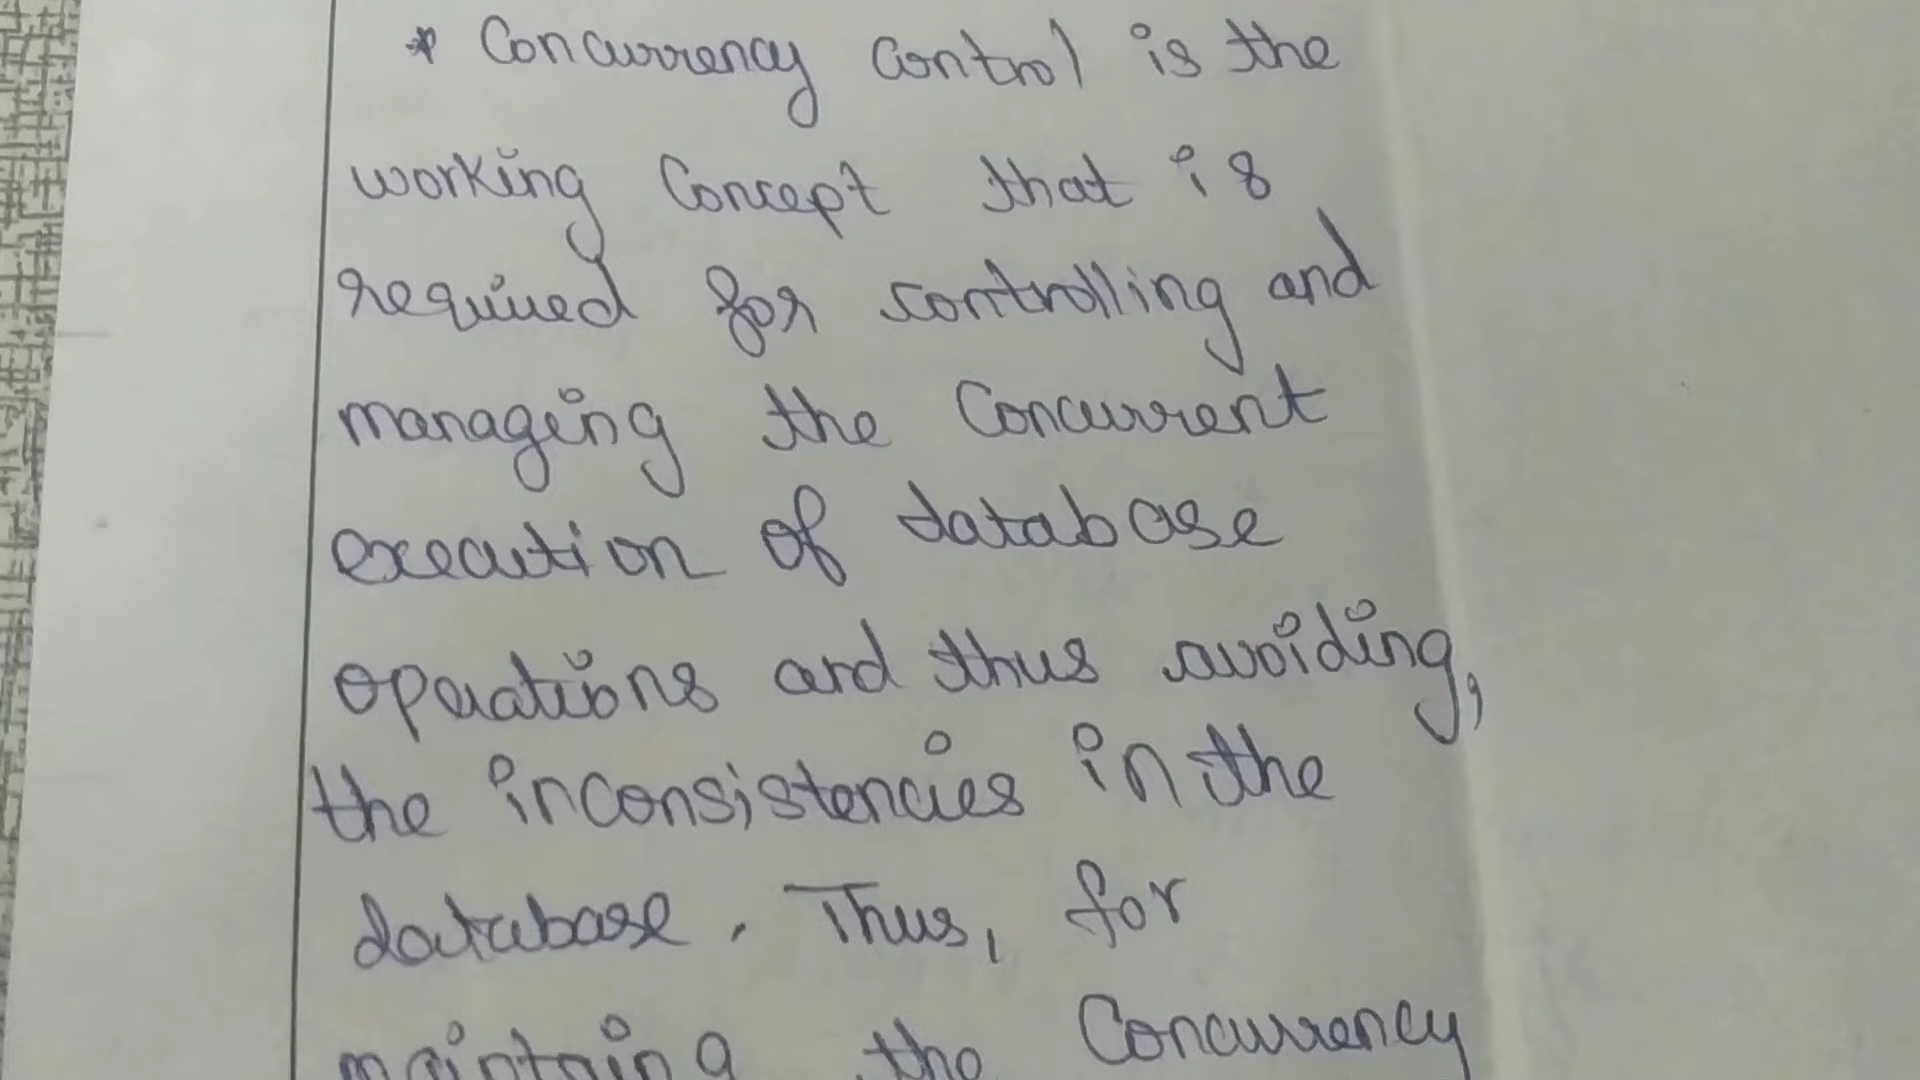 * Concurrency control is the
working Concept that is
required for controlling and
managing the Concurrent
execution of database
operations and thus avoiding,
the inconsistencies in the
database. Thus, for
maintaining the Concurrency